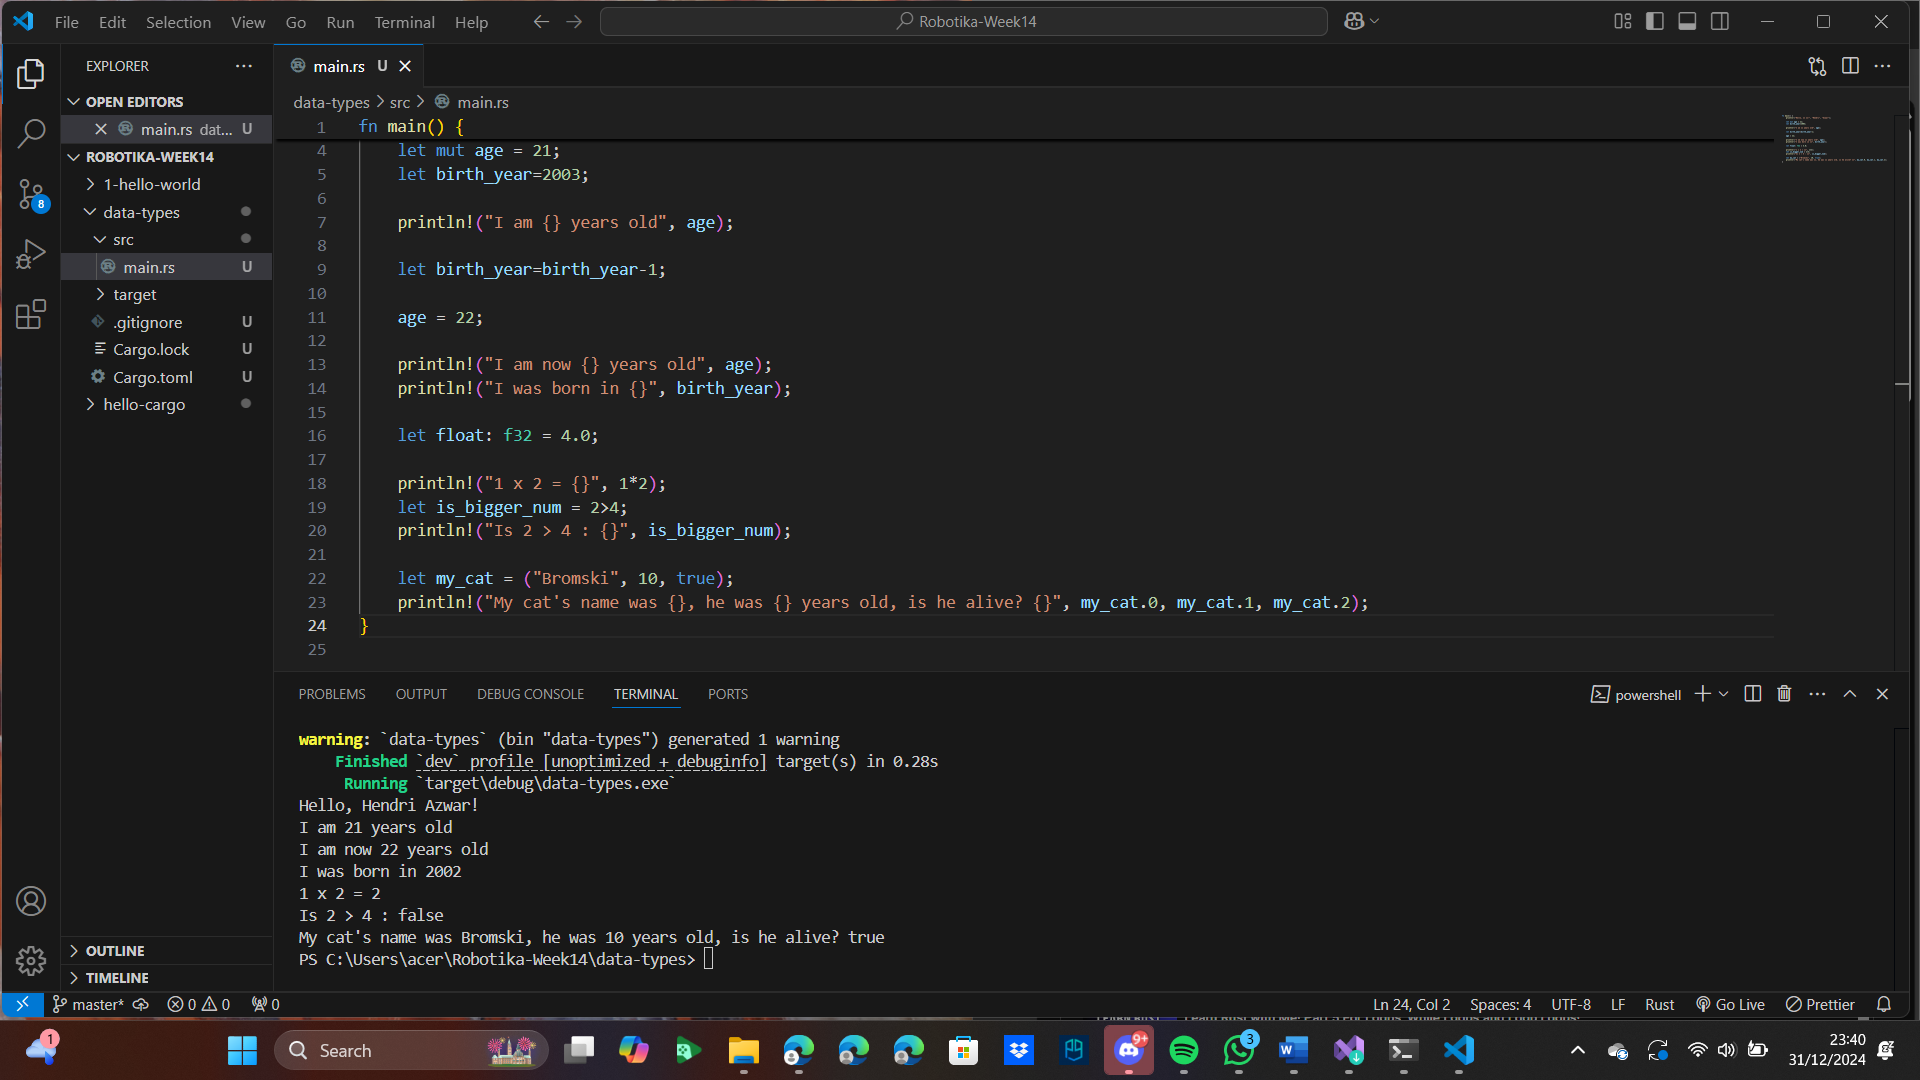 File Edit Selection View Go Run Terminal Help
Robotika-Week14
EXPLORER
OPEN EDITORS
main.rs dat... U
ROBOTIKA-WEEK14
1-hello-world
data-types
src
main.rs U
target
.gitignore U
Cargo.lock U
Cargo.toml U
hello-cargo
OUTLINE
TIMELINE
8
main.rs U
data-types > src > main.rs
1 fn main() {
4 let mut age = 21;
5 let birth_year=2003;
6
7 println!("I am {} years old", age);
8
9 let birth_year=birth_year-1;
10
11 age = 22;
12
13 println!("I am now {} years old", age);
14 println!("I was born in {}", birth_year);
15
16 let float: f32 = 4.0;
17
18 println!("1 x 2 = {}", 1*2);
19 let is_bigger_num = 2>4;
20 println!("Is 2 > 4 : {}", is_bigger_num);
21
22 let my_cat = ("Bromski", 10, true);
23 println!("My cat's name was {}, he was {} years old, is he alive? {}", my_cat.0, my_cat.1, my_cat.2);
24 }
25
PROBLEMS OUTPUT DEBUG CONSOLE TERMINAL PORTS
powershell
warning: `data-types` (bin "data-types") generated 1 warning
Finished `dev` profile [unoptimized + debuginfo] target(s) in 0.28s
Running `target\debug\data-types.exe`
Hello, Hendri Azwar!
I am 21 years old
I am now 22 years old
I was born in 2002
1 x 2 = 2
Is 2 > 4 : false
My cat's name was Bromski, he was 10 years old, is he alive? true
PS C:\Users\acer\Robotika-Week14\data-types>
master* 0 0 0
Ln 24, Col 2 Spaces: 4 UTF-8 LF Rust Go Live Prettier
1
Search
9+
3
23:40
31/12/2024